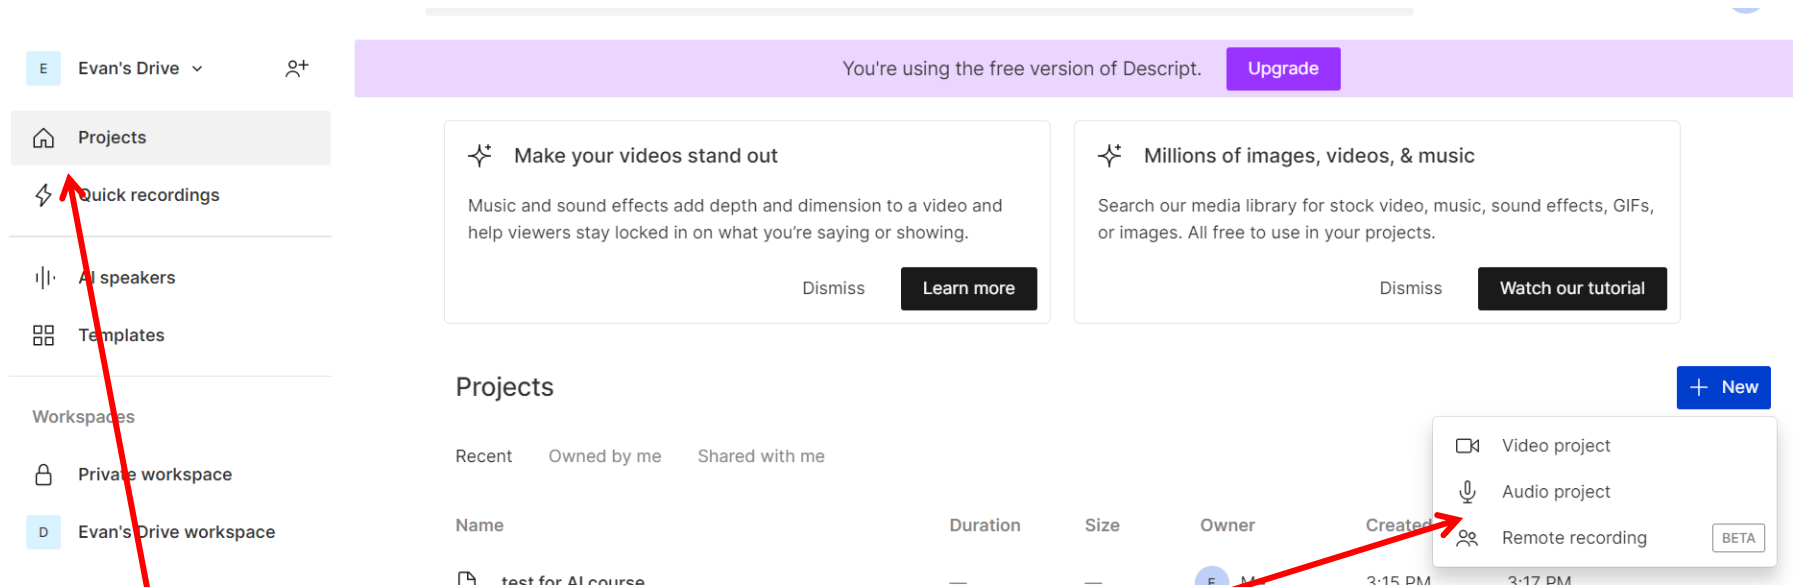 E Evan's Drive
You're using the free version of Descript. Upgrade
Projects
Quick recordings
AI speakers
Templates
Workspaces
Private workspace
D Evan's Drive workspace
Make your videos stand out
Music and sound effects add depth and dimension to a video and
help viewers stay locked in on what you’re saying or showing.
Dismiss Learn more
Millions of images, videos, & music
Search our media library for stock video, music, sound effects, GIFs,
or images. All free to use in your projects.
Dismiss Watch our tutorial
Projects
New
Video project
Audio project
Remote recording BETA
Recent Owned by me Shared with me
Name Duration Size Owner Created
test for AI course — — E Me 3:15 PM 3:17 PM